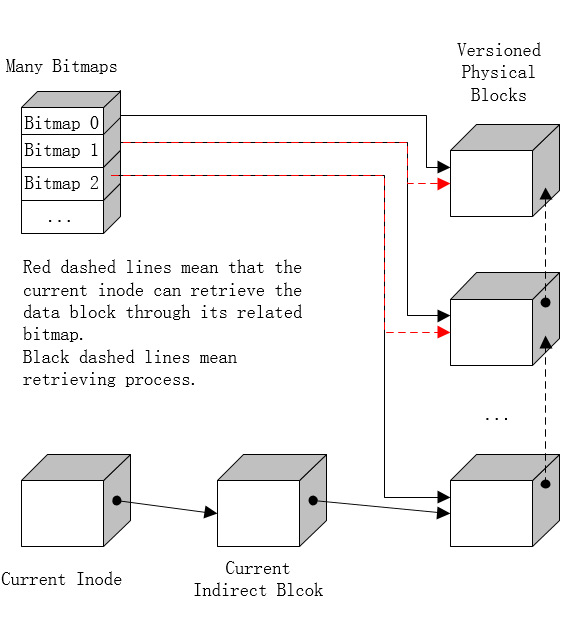 Versioned
Physical
Blocks
Many Bitmaps
Bitmap 0
Bitmap 1
Bitmap 2
...
Red dashed lines mean that the
current inode can retrieve the
data block through its related
bitmap.
Black dashed lines mean
retrieving process.
...
Current Inode
Current
Indirect Blcok